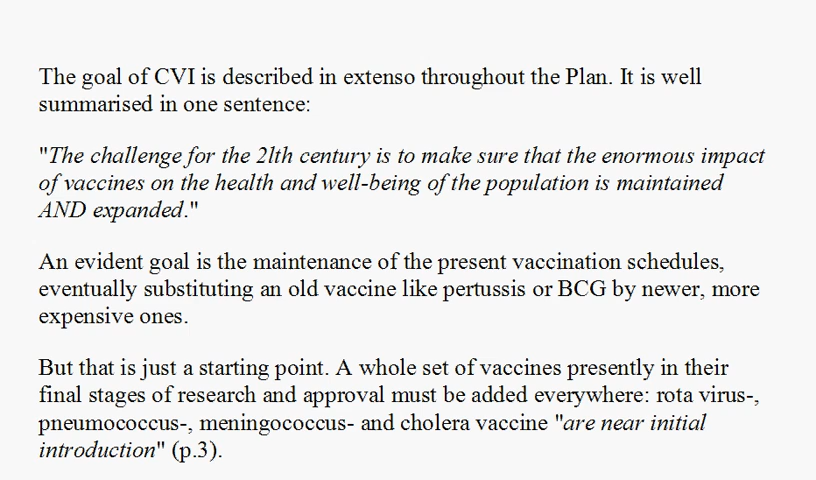 The goal of CVI is described in extenso throughout the Plan. It is well
summarised in one sentence:
"The challenge for the 2lth century is to make sure that the enormous impact
of vaccines on the health and well-being of the population is maintained
AND expanded."
An evident goal is the maintenance of the present vaccination schedules,
eventually substituting an old vaccine like pertussis or BCG by newer, more
expensive ones.
But that is just a starting point. A whole set of vaccines presently in their
final stages of research and approval must be added everywhere: rota virus-,
pneumococcus-, meningococcus- and cholera vaccine "are near initial
introduction" (p.3).